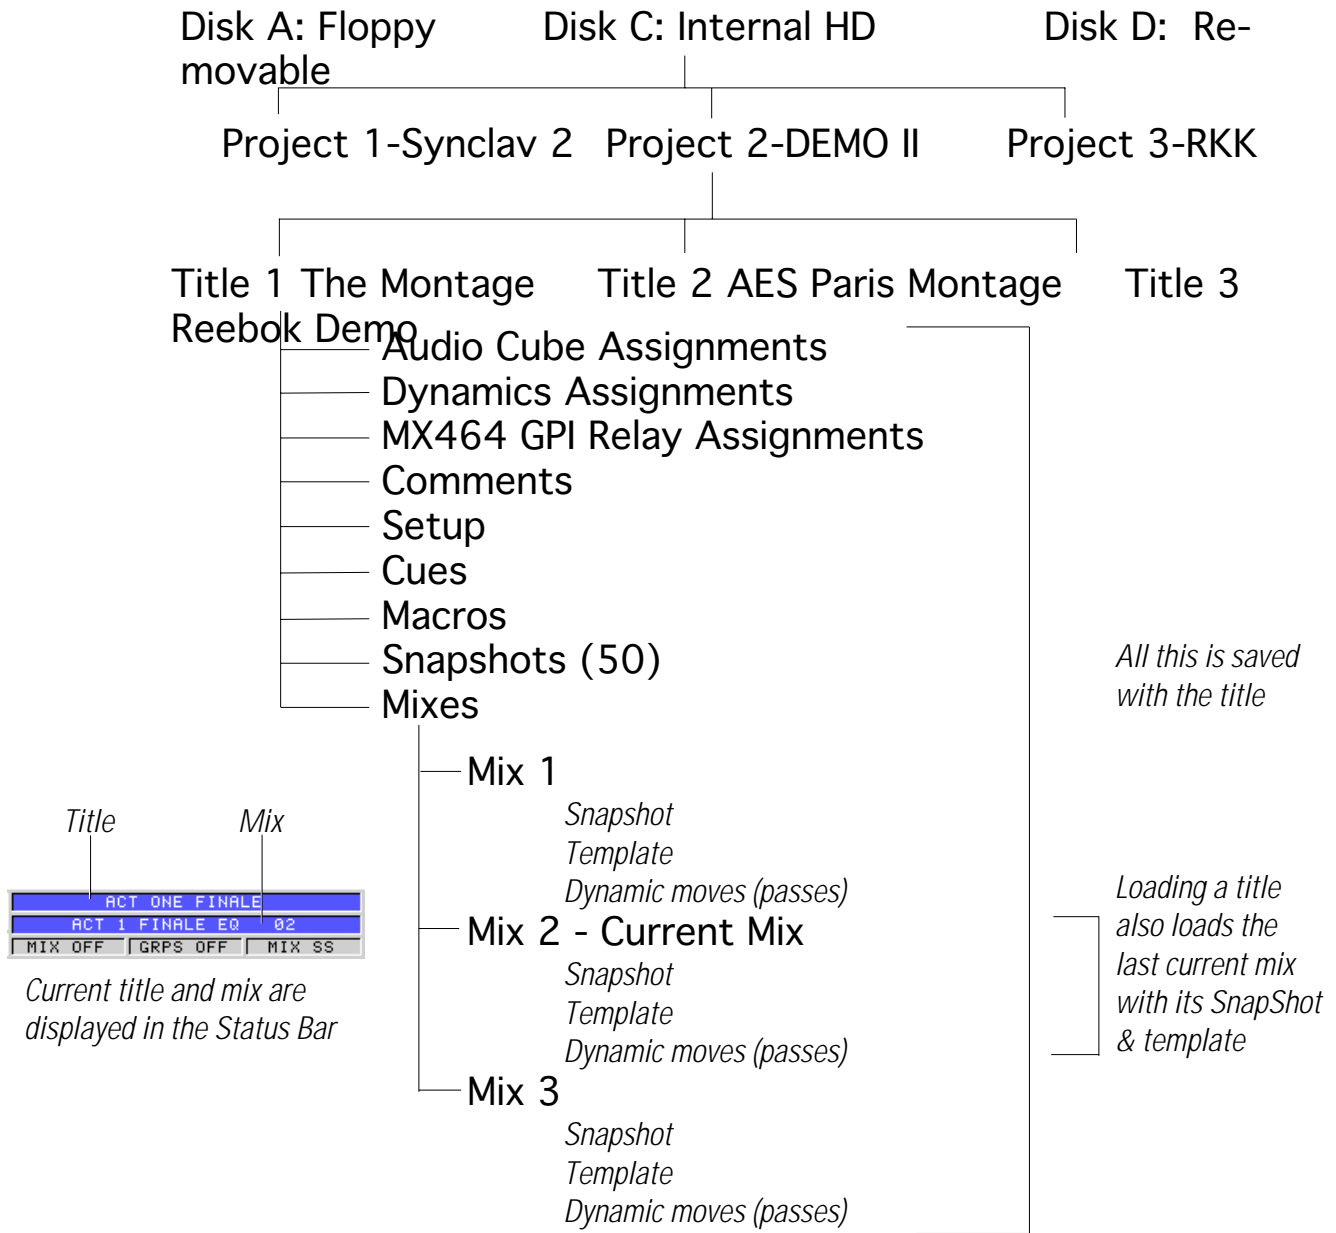 Disk A: Floppy Disk C: Internal HD Disk D: Re-
movable
Project 1-Synclav 2 Project 2-DEMO II Project 3-RKK
Title 1 The Montage Title 2 AES Paris Montage Title 3
Reebok Demo
Audio Cube Assignments
Dynamics Assignments
MX464 GPI Relay Assignments
Comments
Setup
Cues
Macros
Snapshots (50)
Mixes
All this is saved
with the title
Mix 1
Snapshot
Template
Dynamic moves (passes)
Mix 2 - Current Mix
Snapshot
Template
Dynamic moves (passes)
Mix 3
Snapshot
Template
Dynamic moves (passes)
Title Mix
ACT ONE FINALE
ACT 1 FINALE EQ 02
MIX OFF GRPS OFF MIX SS
Current title and mix are
displayed in the Status Bar
Loading a title
also loads the
last current mix
with its SnapShot
& template